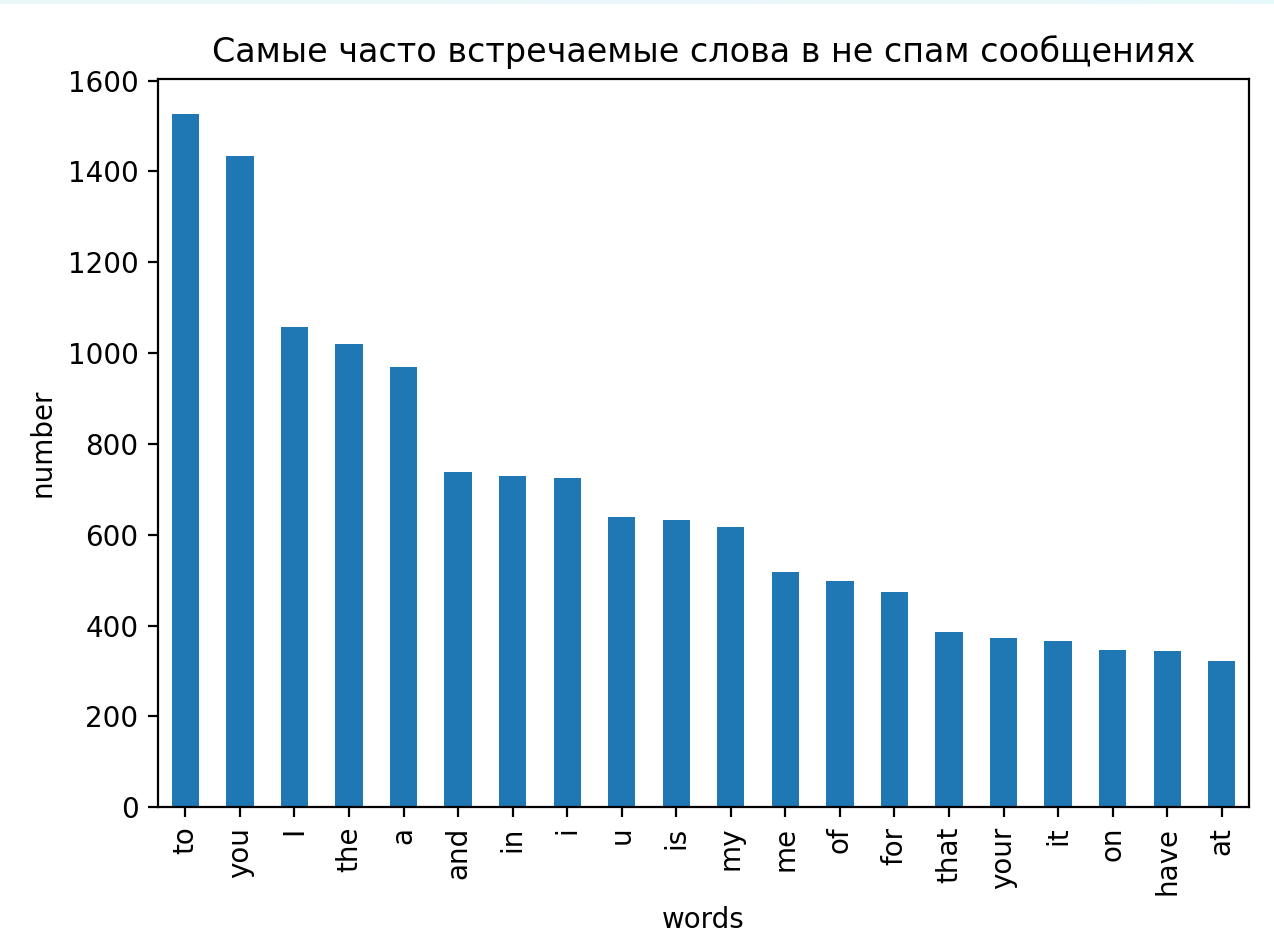 Самые часто встречаемые слова в не спам сообщениях
1600
1400
1200
1000
800
600
400
200
0
number
to
you
I
the
a
and
in
i
u
is
my
me
of
for
that
your
it
on
have
at
words